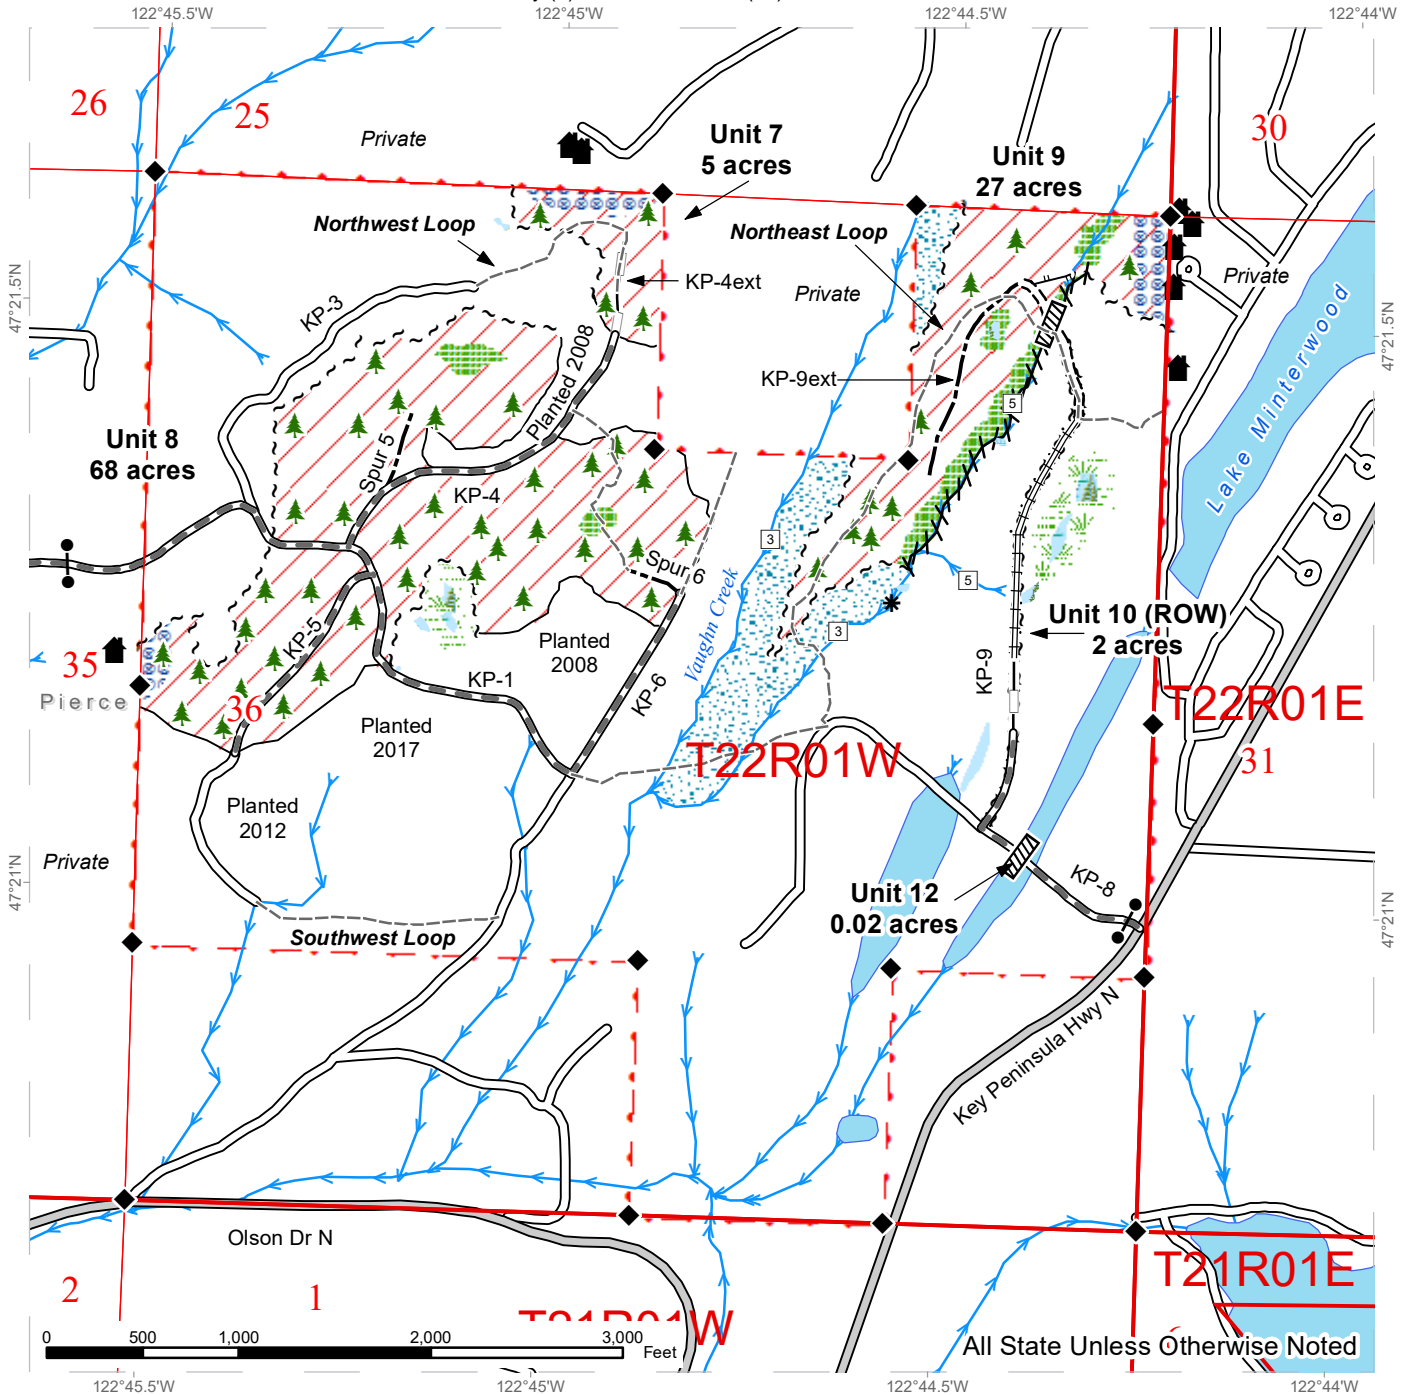 122°45.5'W
122°45'W
122°44.5'W
122°44'W
26
25
30
Private
Unit 7
5 acres
Unit 9
27 acres
Northwest Loop
Northeast Loop
KP-4ext
Private
Private
47°21.5'N
47°21.5'N
KP-3
Planted 2008
KP-9ext
Lake Minterwood
5
Unit 8
68 acres
Spur 5
KP-4
3
Vaughn Creek
Spur 6
5
Unit 10 (ROW)
2 acres
KP-5
Planted
2008
3
35
36
KP-1
KP-6
KP-9
Pierce
T22R01E
Planted
2017
T22R01W
31
Planted
2012
Private
47°21'N
47°21'N
Unit 12
0.02 acres
KP-8
Southwest Loop
Key Peninsula Hwy N
Olson Dr N
T21R01E
2
1
T21R01W
0
500
1,000
2,000
3,000
Feet
All State Unless Otherwise Noted
122°45.5'W
122°45'W
122°44.5'W
122°44'W